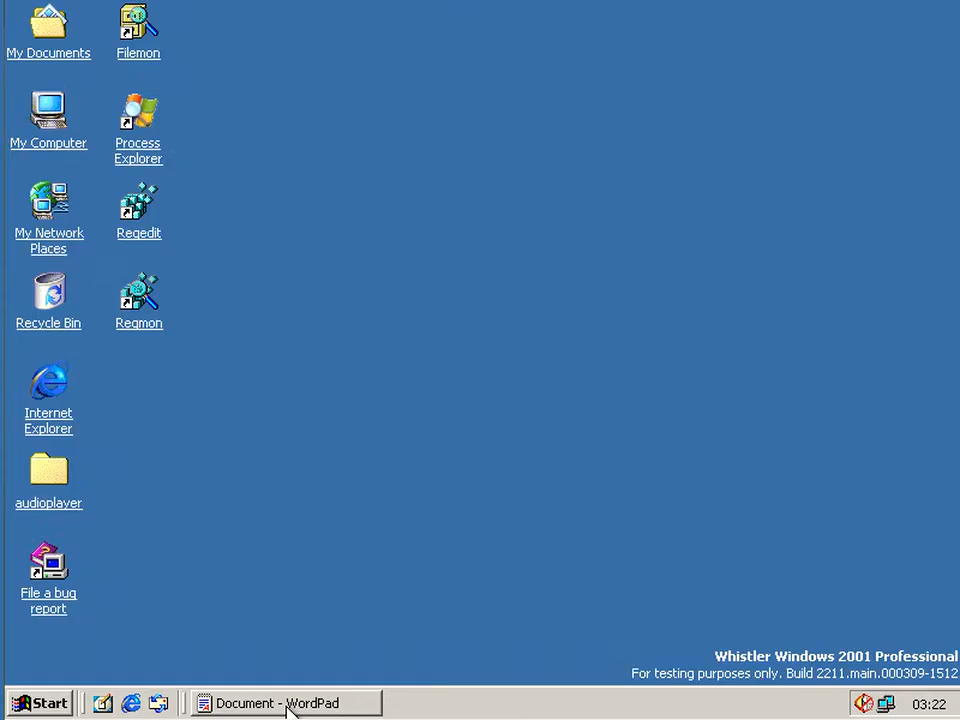 My Documents
Filemon
My Computer
Process
Explorer
My Network
Places
Regedit
Recycle Bin
Regmon
Internet
Explorer
audioplayer
File a bug
report
Whistler Windows 2001 Professional
For testing purposes only. Build 2211.main.000309-1512
Start
Document - WordPad
03:22